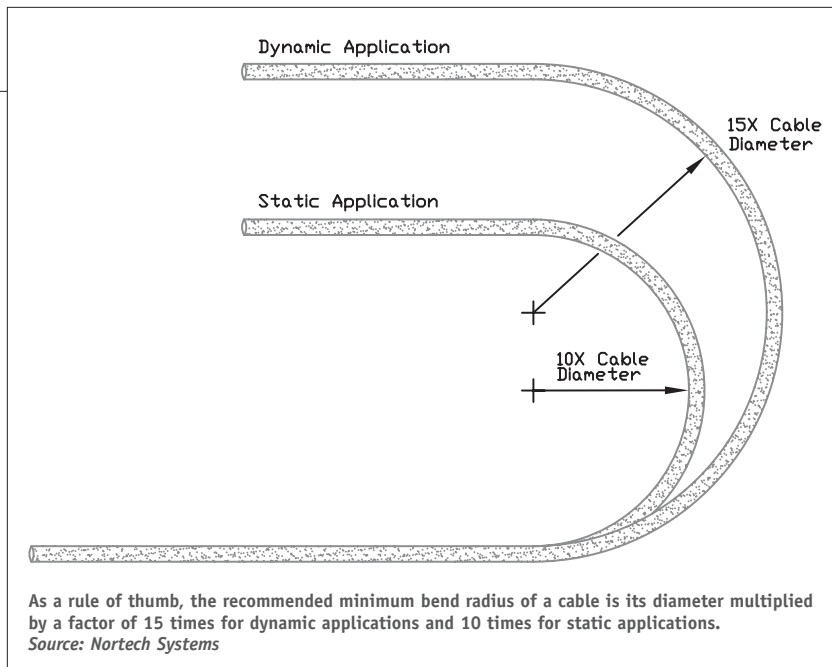 Dynamic Application
15X Cable
Diameter
Static Application
10X Cable
Diameter
As a rule of thumb, the recommended minimum bend radius of a cable is its diameter multiplied
by a factor of 15 times for dynamic applications and 10 times for static applications.
Source: Nortech Systems